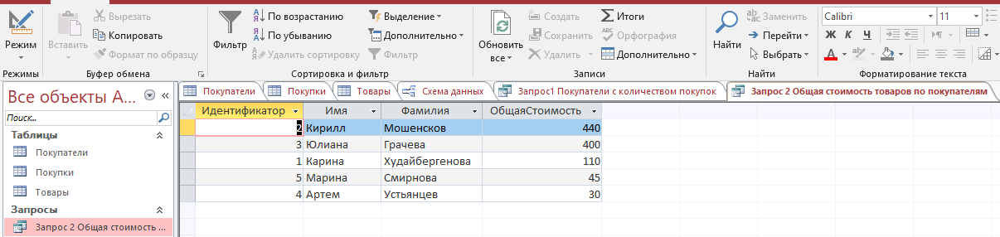 Режим
Режимы
Вставить
Вырезать
Копировать
Формат по образцу
Буфер обмена
Фильтр
По возрастанию
По убыванию
Удалить сортировку
Выделение
Дополнительно
Сортировка и фильтр
Обновить
все
Создать
Сохранить
Удалить
Итоги
Орфография
Дополнительно
Записи
Найти
Заменить
Перейти
Выбрать
Найти
Calibri 11
Ж К Ч
Форматирование текста
Все объекты A...
Поиск...
Таблицы
Покупатели
Покупки
Товары
Запросы
Запрос 2 Общая стоимость ...
Покупатели Покупки Товары Схема данных Запрос1 Покупатели с количеством покупок Запрос 2 Общая стоимость товаров по покупателям
Идентификатор Имя Фамилия ОбщаяСтоимость
2 Кирилл Мошенсков 440
3 Юлиана Грачева 400
1 Карина Худайбергенова 110
5 Марина Смирнова 45
4 Артем Устьянцев 30